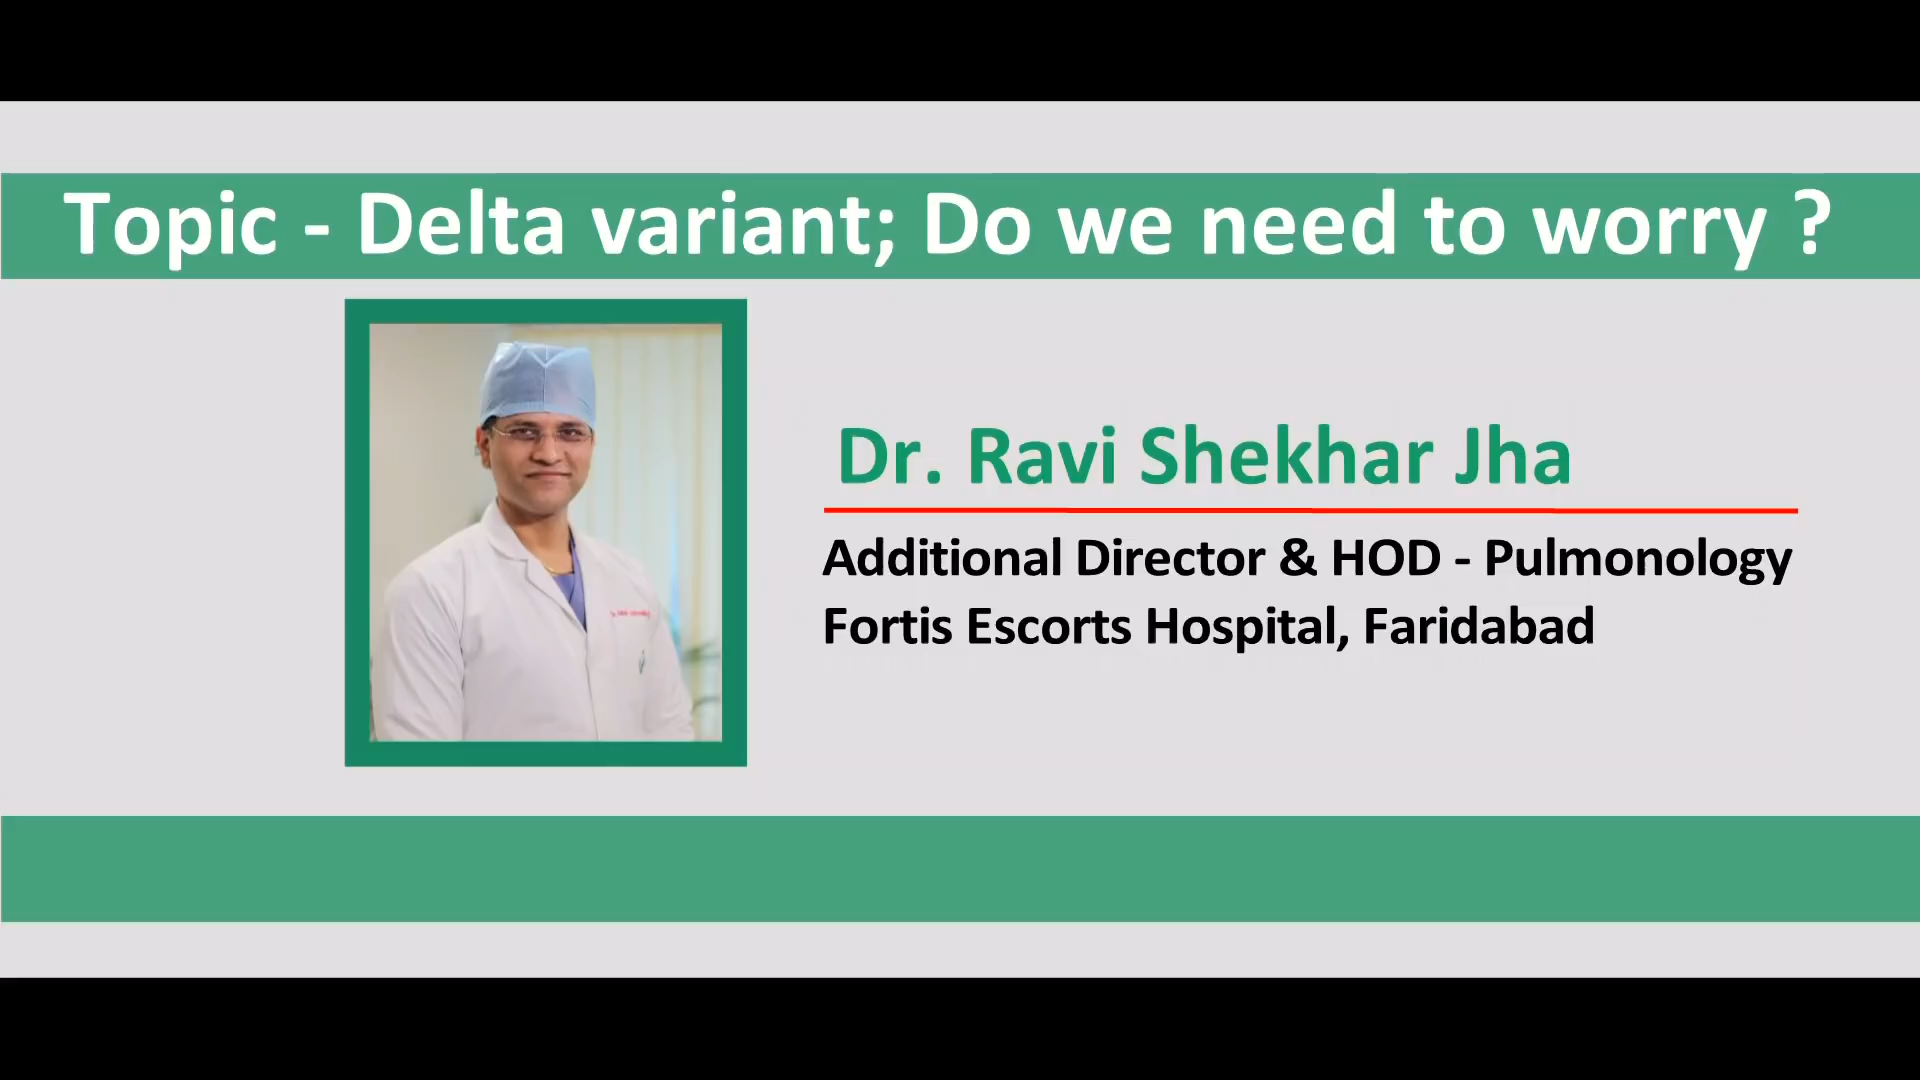 Topic - Delta variant; Do we need to worry ?
Dr. Ravi Shekhar Jha
Additional Director & HOD - Pulmonology
Fortis Escorts Hospital, Faridabad